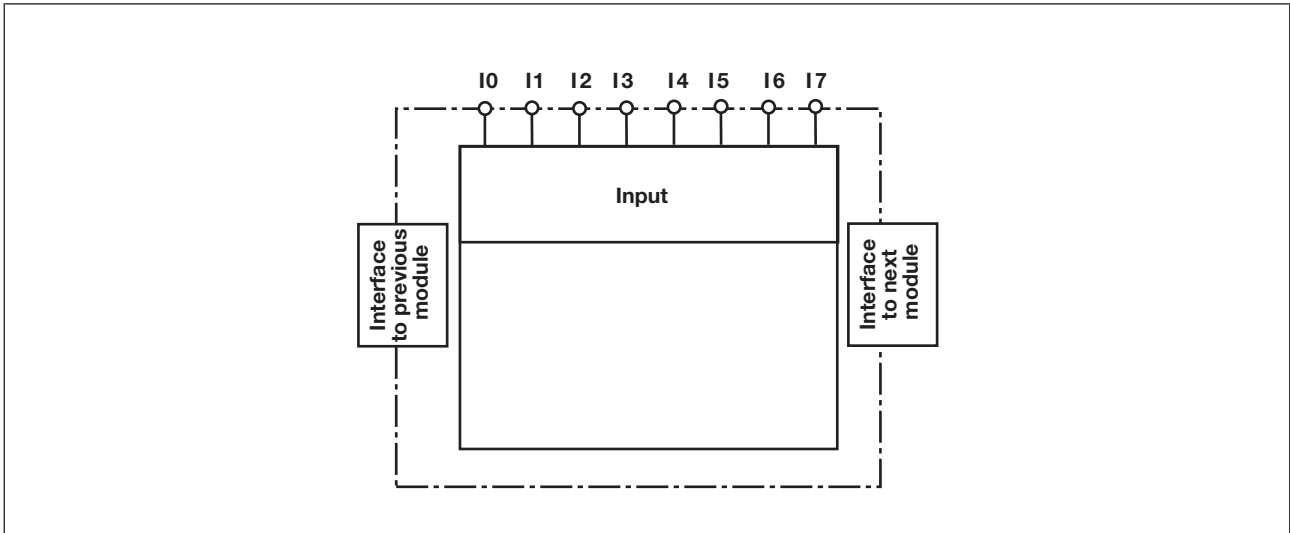 I0 I1 I2 I3 I4 I5 I6 I7
Input
Interface
to previous
module
Interface
to next
module